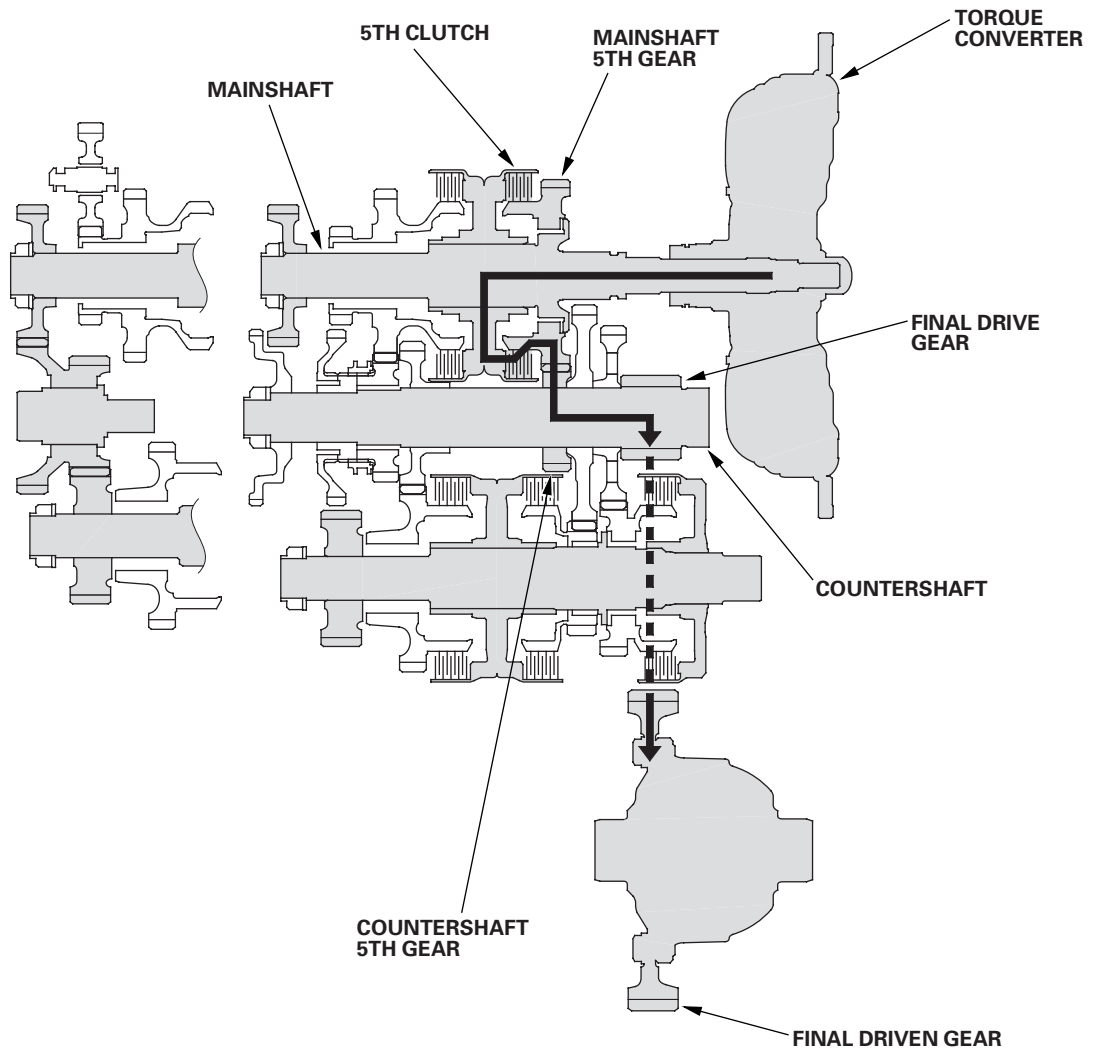 TORQUE
CONVERTER
5TH CLUTCH
MAINSHAFT
5TH GEAR
MAINSHAFT
FINAL DRIVE
GEAR
COUNTERSHAFT
COUNTERSHAFT
5TH GEAR
FINAL DRIVEN GEAR